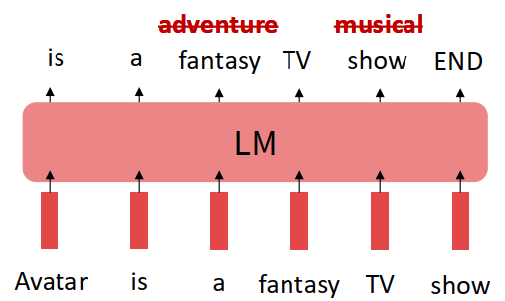 adventure musical
is a fantasy TV show END
LM
Avatar is a fantasy TV show